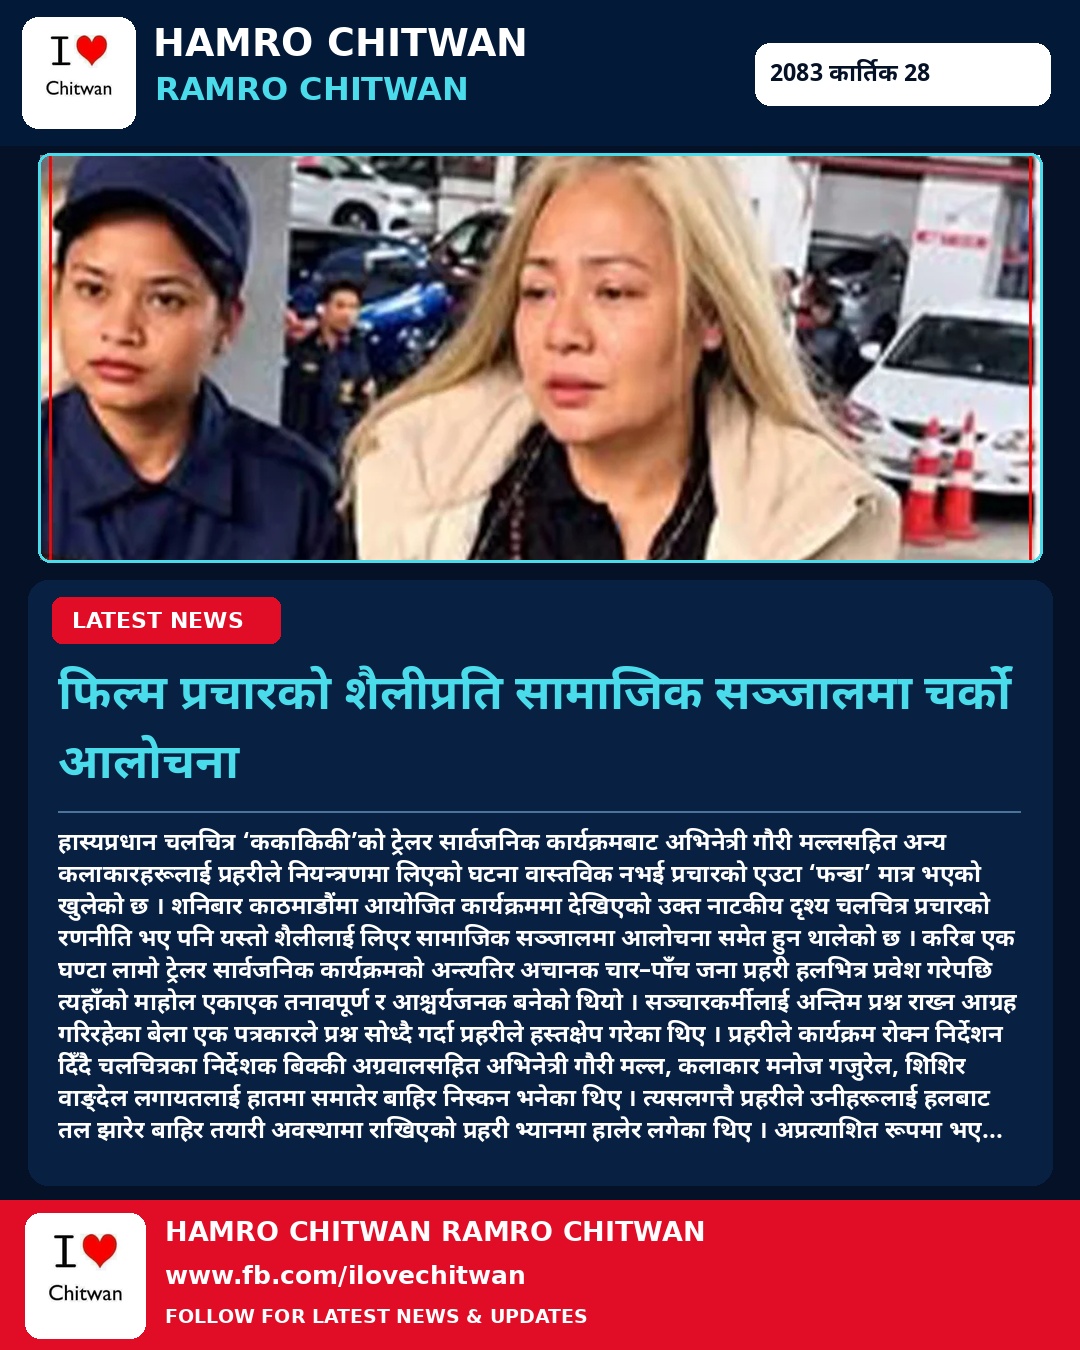 I ❤
Chitwan
HAMRO CHITWAN
RAMRO CHITWAN
2083 कार्तिक 28
LATEST NEWS
फिल्म प्रचारको शैलीप्रति सामाजिक सञ्जालमा चर्को
आलोचना
हास्यप्रधान चलचित्र ‘ककाकिकी’को ट्रेलर सार्वजनिक कार्यक्रमबाट अभिनेत्री गौरी मल्लसहित अन्य
कलाकारहरूलाई प्रहरीले नियन्त्रणमा लिएको घटना वास्तविक नभई प्रचारको एउटा ‘फन्डा’ मात्र भएको
खुलेको छ । शनिबार काठमाडौंमा आयोजित कार्यक्रममा देखिएको उक्त नाटकीय दृश्य चलचित्र प्रचारको
रणनीति भए पनि यस्तो शैलीलाई लिएर सामाजिक सञ्जालमा आलोचना समेत हुन थालेको छ । करिब एक
घण्टा लामो ट्रेलर सार्वजनिक कार्यक्रमको अन्त्यतिर अचानक चार–पाँच जना प्रहरी हलभित्र प्रवेश गरेपछि
त्यहाँको माहोल एकाएक तनावपूर्ण र आश्चर्यजनक बनेको थियो । सञ्चारकर्मीलाई अन्तिम प्रश्न राख्न आग्रह
गरिरहेका बेला एक पत्रकारले प्रश्न सोध्दै गर्दा प्रहरीले हस्तक्षेप गरेका थिए । प्रहरीले कार्यक्रम रोक्न निर्देशन
दिँदै चलचित्रका निर्देशक बिक्की अग्रवालसहित अभिनेत्री गौरी मल्ल, कलाकार मनोज गजुरेल, शिशिर
वाङ्देल लगायतलाई हातमा समातेर बाहिर निस्कन भनेका थिए । त्यसलगत्तै प्रहरीले उनीहरूलाई हलबाट
तल झारेर बाहिर तयारी अवस्थामा राखिएको प्रहरी भ्यानमा हालेर लगेका थिए । अप्रत्याशित रूपमा भए...
I ❤
Chitwan
HAMRO CHITWAN RAMRO CHITWAN
www.fb.com/ilovechitwan
FOLLOW FOR LATEST NEWS & UPDATES